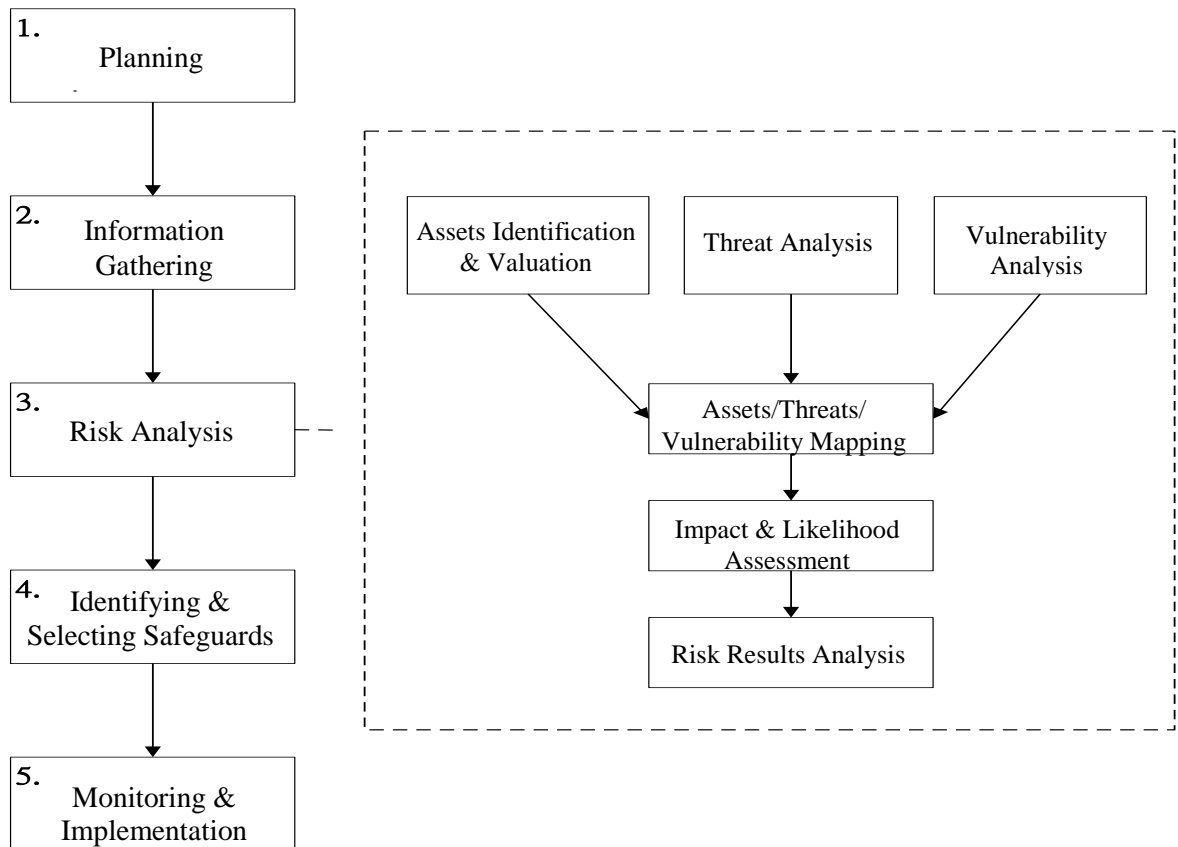 1.
Planning
2.
Information
Gathering
3.
Risk Analysis
4.
Identifying &
Selecting Safeguards
5.
Monitoring &
Implementation
Assets Identification
& Valuation
Threat Analysis
Vulnerability
Analysis
Assets/Threats/
Vulnerability Mapping
Impact & Likelihood
Assessment
Risk Results Analysis